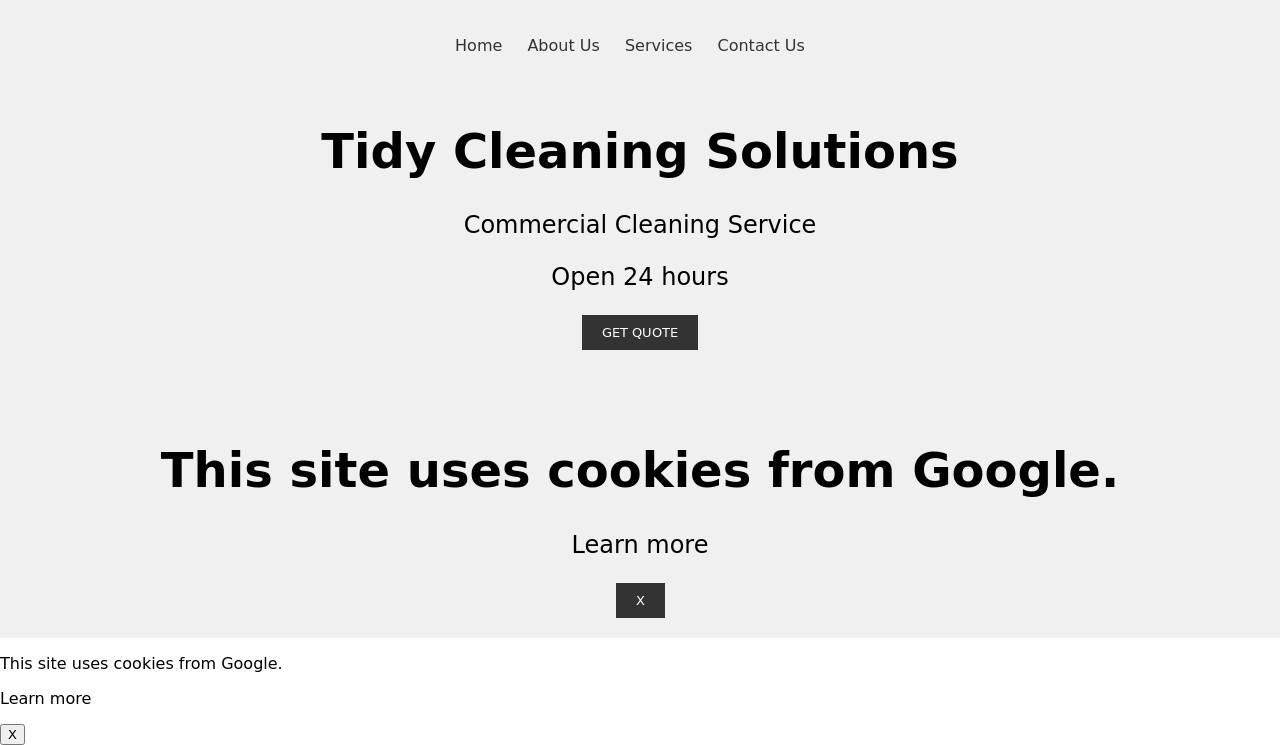 Home About Us Services Contact Us
Tidy Cleaning Solutions
Commercial Cleaning Service
Open 24 hours
GET QUOTE
This site uses cookies from Google.
Learn more
X
This site uses cookies from Google.
Learn more
X